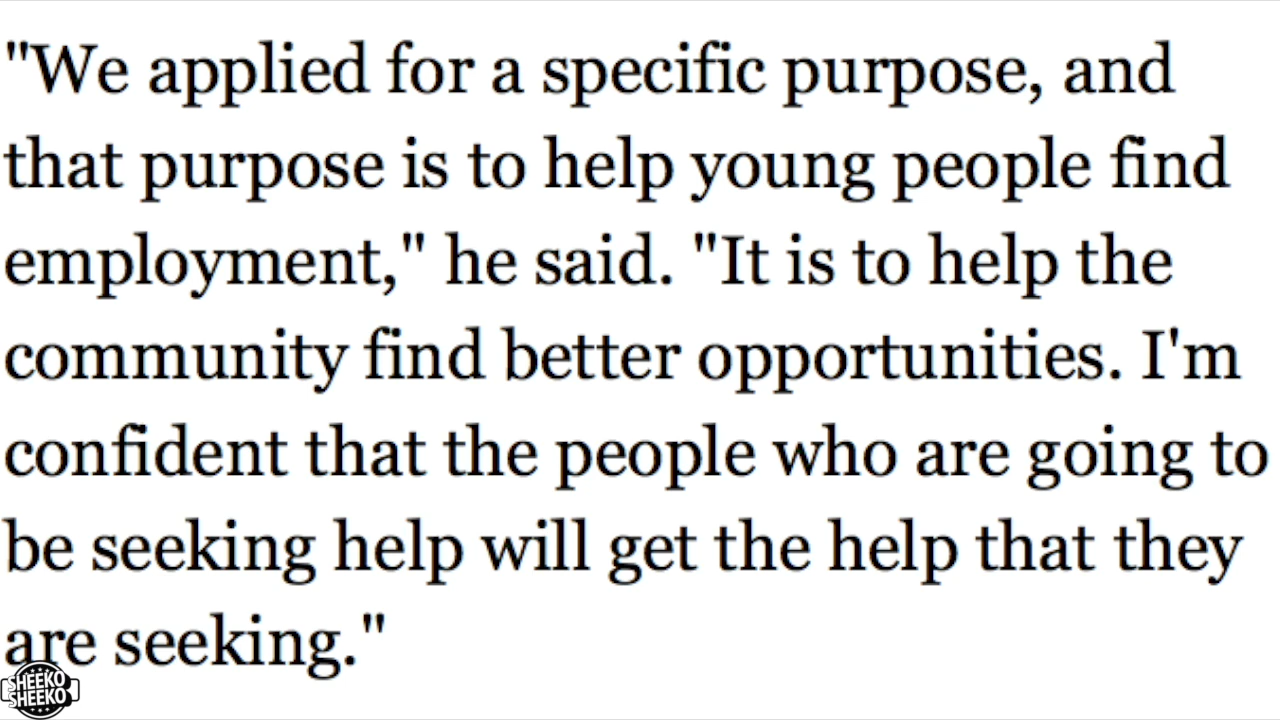 "We applied for a specific purpose, and
that purpose is to help young people find
employment," he said. "It is to help the
community find better opportunities. I'm
confident that the people who are going to
be seeking help will get the help that they
are seeking."
SHEEKO
SHEEKO